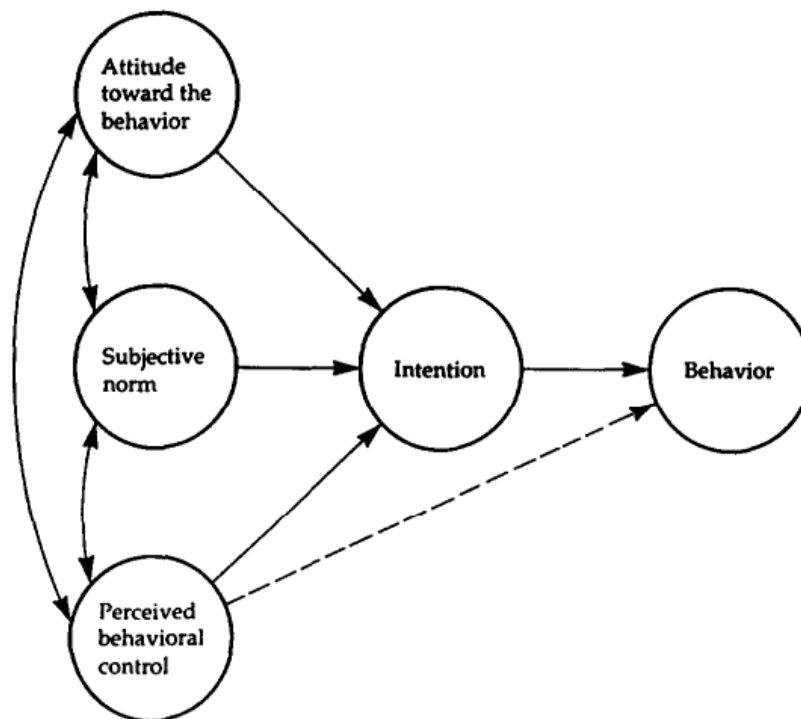 Attitude
toward the
behavior
Subjective
norm
Intention
Behavior
Perceived
behavioral
control